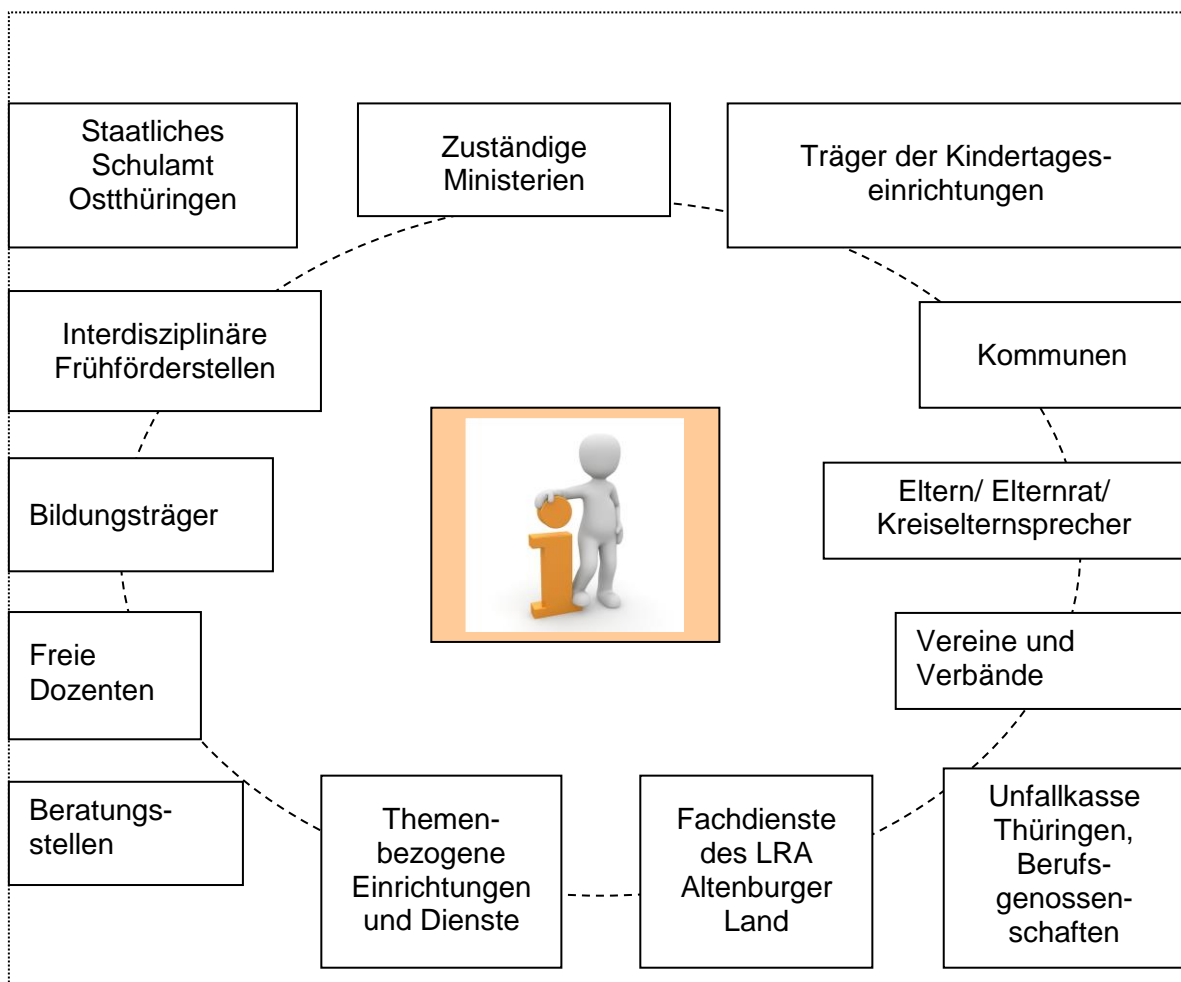 Staatliches
Schulamt
Ostthüringen
Zuständige
Ministerien
Träger der Kindertages-
einrichtungen
Interdisziplinäre
Frühförderstellen
Kommunen
Bildungsträger
Eltern/ Elternrat/
Kreiselternsprecher
Freie
Dozenten
Vereine und
Verbände
Beratungs-
stellen
Themen-
bezogene
Einrichtungen
und Dienste
Fachdienste
des LRA
Altenburger
Land
Unfallkasse
Thüringen,
Berufs-
genossen-
schaften